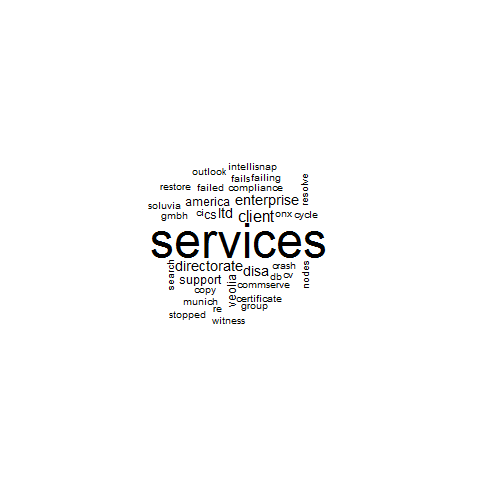 intellisnap
outlook
fails failing
restore failed compliance resolve
america enterprise
soluvia
gmbh ci cs ltd client onx cycle
services
search directorate disa crash nodes
support db cv
copy veolia commserve
munich re certificate
group
stopped
witness